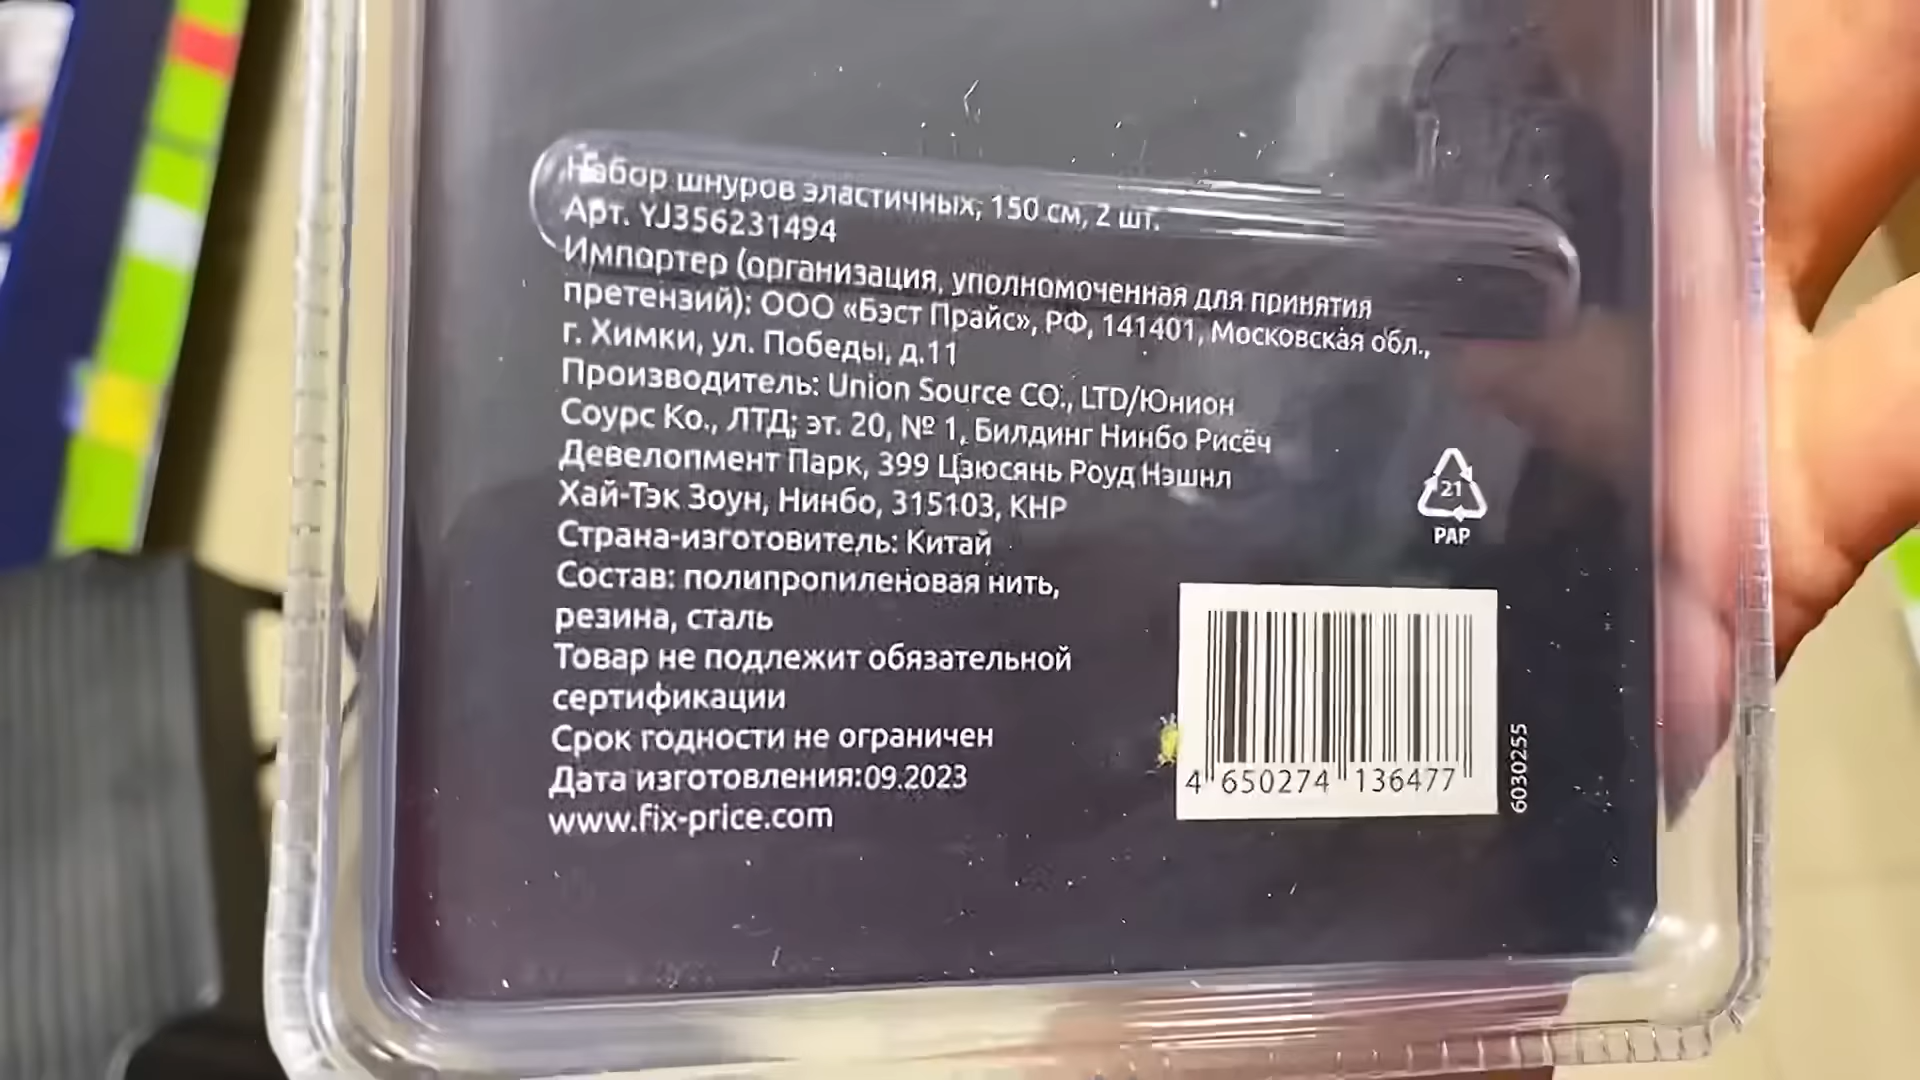 Набор шнуров эластичных, 150 см, 2 шт.
Арт. YJ356231494
Импортер (организация, уполномоченная для принятия
претензий): ООО «Бэст Прайс», РФ, 141401, Московская обл.,
г. Химки, ул. Победы, д.11
Производитель: Union Source CO., LTD/Юнион
Соурс Ко., ЛТД; эт. 20, № 1, Билдинг Нинбо Рисёч
Девелопмент Парк, 399 Цзюсянь Роуд Нэшнл
Хай-Тэк Зоун, Нинбо, 315103, КНР
Страна-изготовитель: Китай
Состав: полипропиленовая нить,
резина, сталь
Товар не подлежит обязательной
сертификации
Срок годности не ограничен
Дата изготовления:09.2023
www.fix-price.com
21
PAP
4 650274 136477
6030255